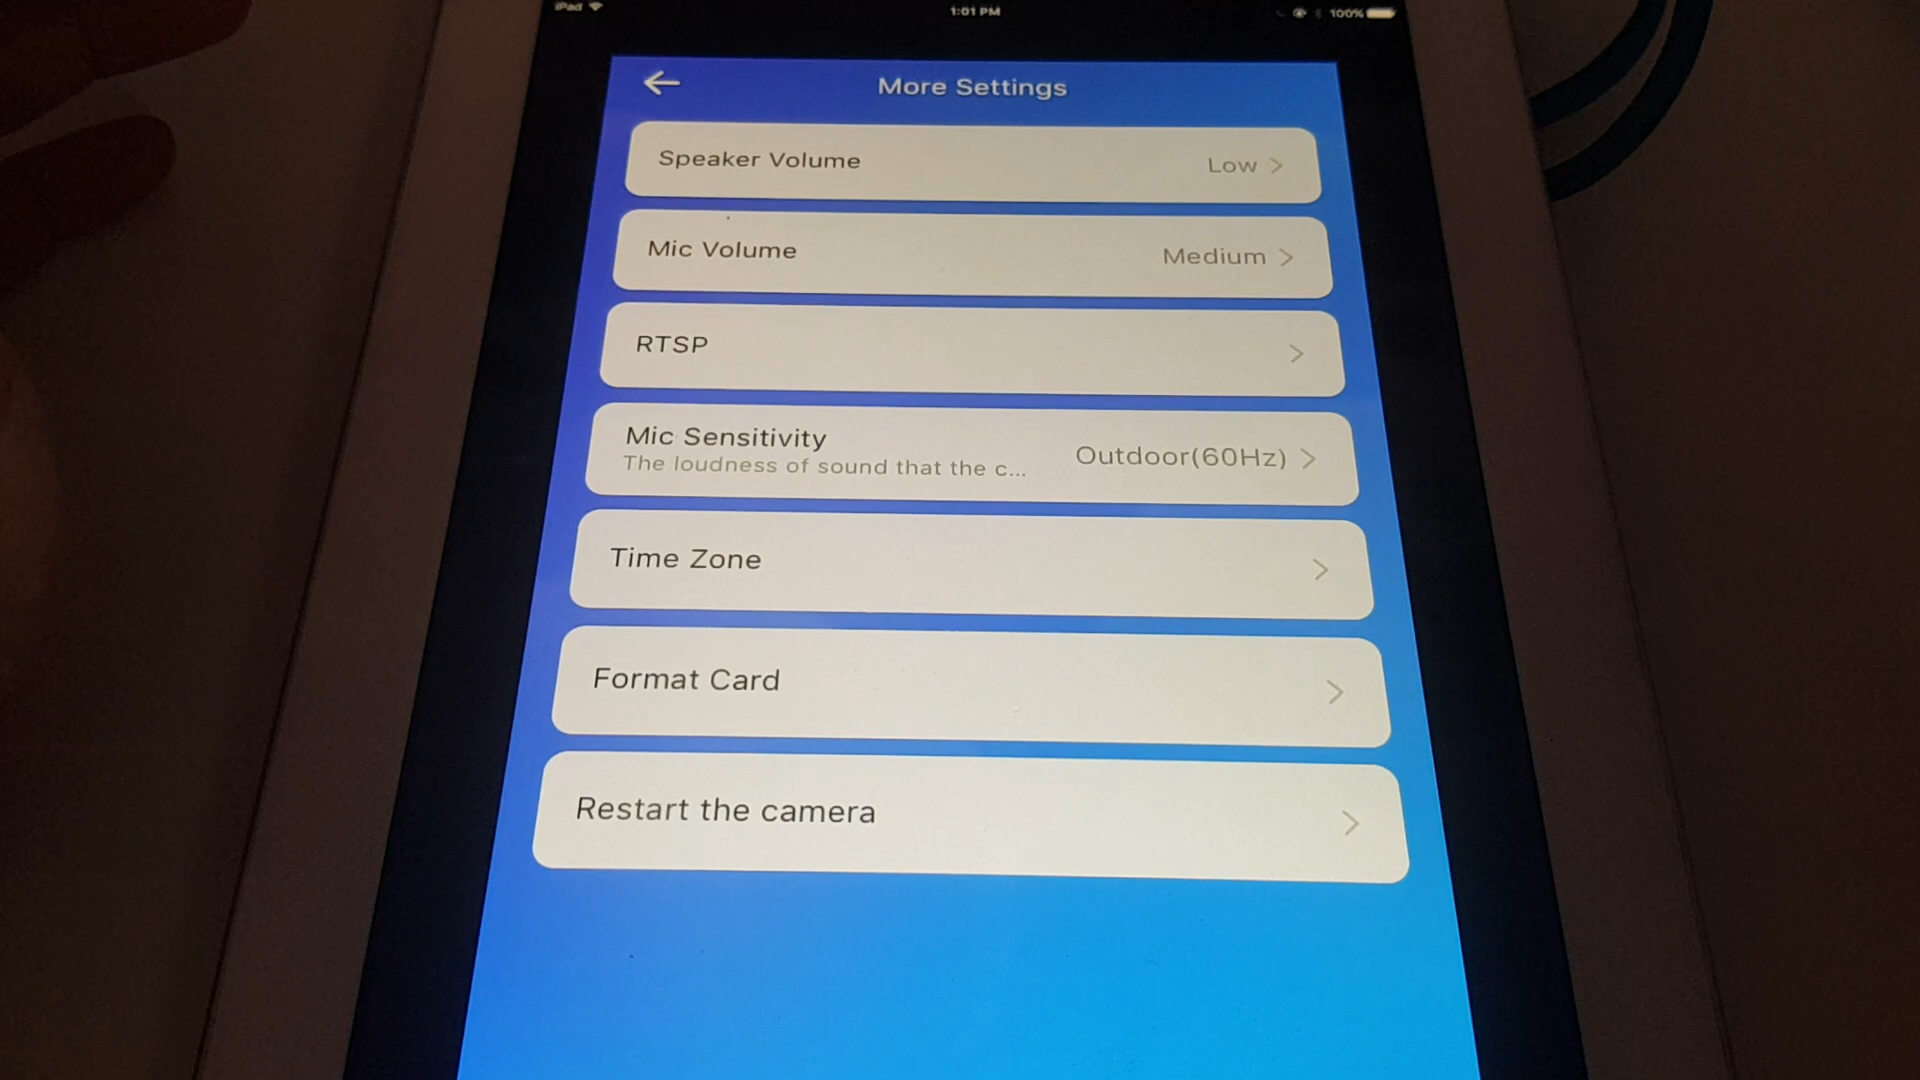 iPad 1:01 PM 100%
More Settings
Speaker Volume Low
Mic Volume Medium
RTSP
Mic Sensitivity Outdoor(60Hz)
The loudness of sound that the c...
Time Zone
Format Card
Restart the camera